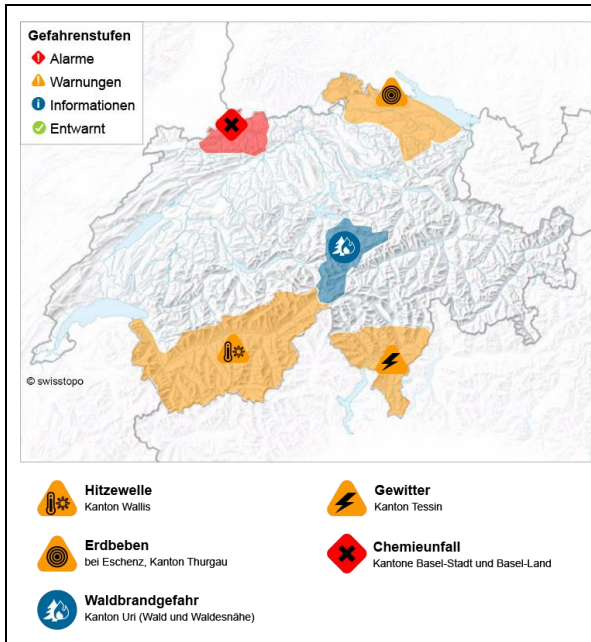 Gefahrenstufen
Alarme
Warnungen
Informationen
Entwarnt
© swisstopo
Hitzewelle
Kanton Wallis
Gewitter
Kanton Tessin
Erdbeben
bei Eschenz, Kanton Thurgau
Chemieunfall
Kantone Basel-Stadt und Basel-Land
Waldbrandgefahr
Kanton Uri (Wald und Waldesnähe)